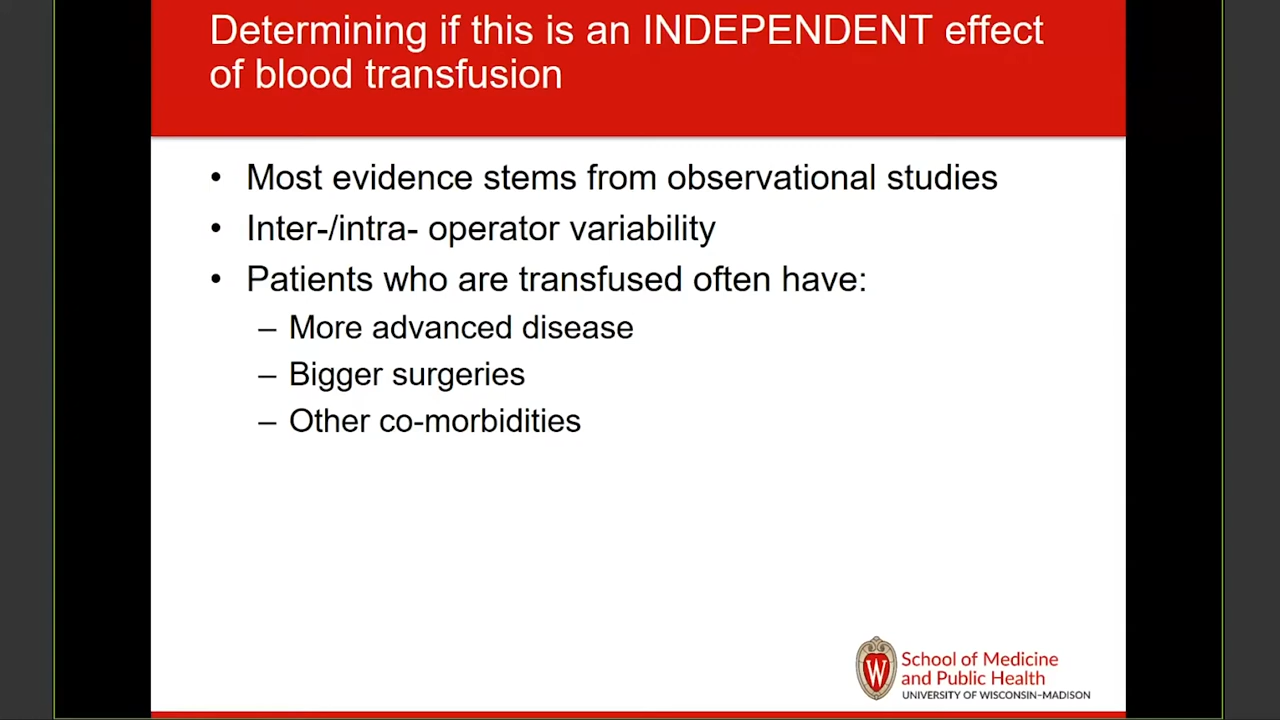 Determining if this is an INDEPENDENT effect
of blood transfusion
• Most evidence stems from observational studies
• Inter-/intra- operator variability
• Patients who are transfused often have:
– More advanced disease
– Bigger surgeries
– Other co-morbidities
W
School of Medicine
and Public Health
UNIVERSITY OF WISCONSIN–MADISON